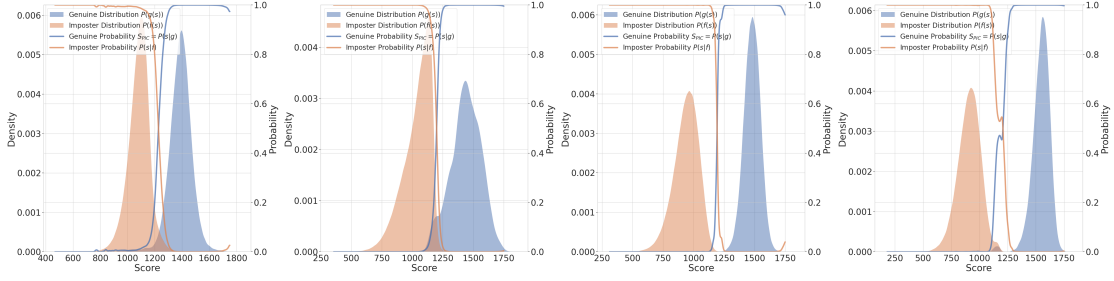 Genuine Distribution P(g(s))
Imposter Distribution P(f(s))
Genuine Probability S_PIC = P(s|g)
Imposter Probability P(s|f)
0.006
0.005
0.004
0.003
0.002
0.001
0.000
Density
400 600 800 1000 1200 1400 1600 1800
Score
1.0
0.8
0.6
0.4
0.2
0.0
Probability
Genuine Distribution P(g(s))
Imposter Distribution P(f(s))
Genuine Probability S_PIC = P(s|g)
Imposter Probability P(s|f)
0.004
0.003
0.002
0.001
0.000
Density
250 500 750 1000 1250 1500 1750
Score
1.0
0.8
0.6
0.4
0.2
0.0
Probability
Genuine Distribution P(g(s))
Imposter Distribution P(f(s))
Genuine Probability S_PIC = P(s|g)
Imposter Probability P(s|f)
0.006
0.005
0.004
0.003
0.002
0.001
0.000
Density
250 500 750 1000 1250 1500 1750
Score
1.0
0.8
0.6
0.4
0.2
0.0
Probability
Genuine Distribution P(g(s))
Imposter Distribution P(f(s))
Genuine Probability S_PIC = P(s|g)
Imposter Probability P(s|f)
0.006
0.005
0.004
0.003
0.002
0.001
0.000
Density
250 500 750 1000 1250 1500 1750
Score
1.0
0.8
0.6
0.4
0.2
0.0
Probability